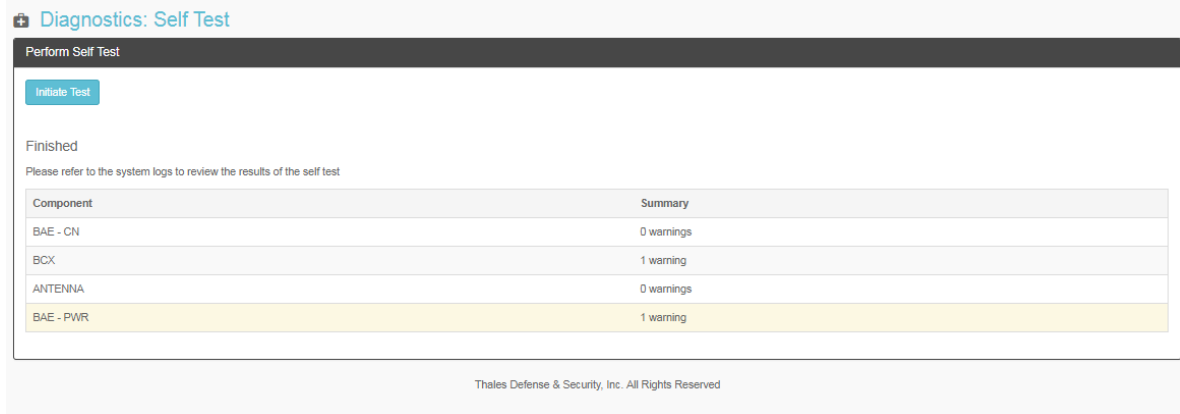 Diagnostics: Self Test
Perform Self Test
Initiate Test
Finished
Please refer to the system logs to review the results of the self test
Component Summary
BAE - CN 0 warnings
BCX 1 warning
ANTENNA 0 warnings
BAE - PWR 1 warning
Thales Defense & Security, Inc. All Rights Reserved